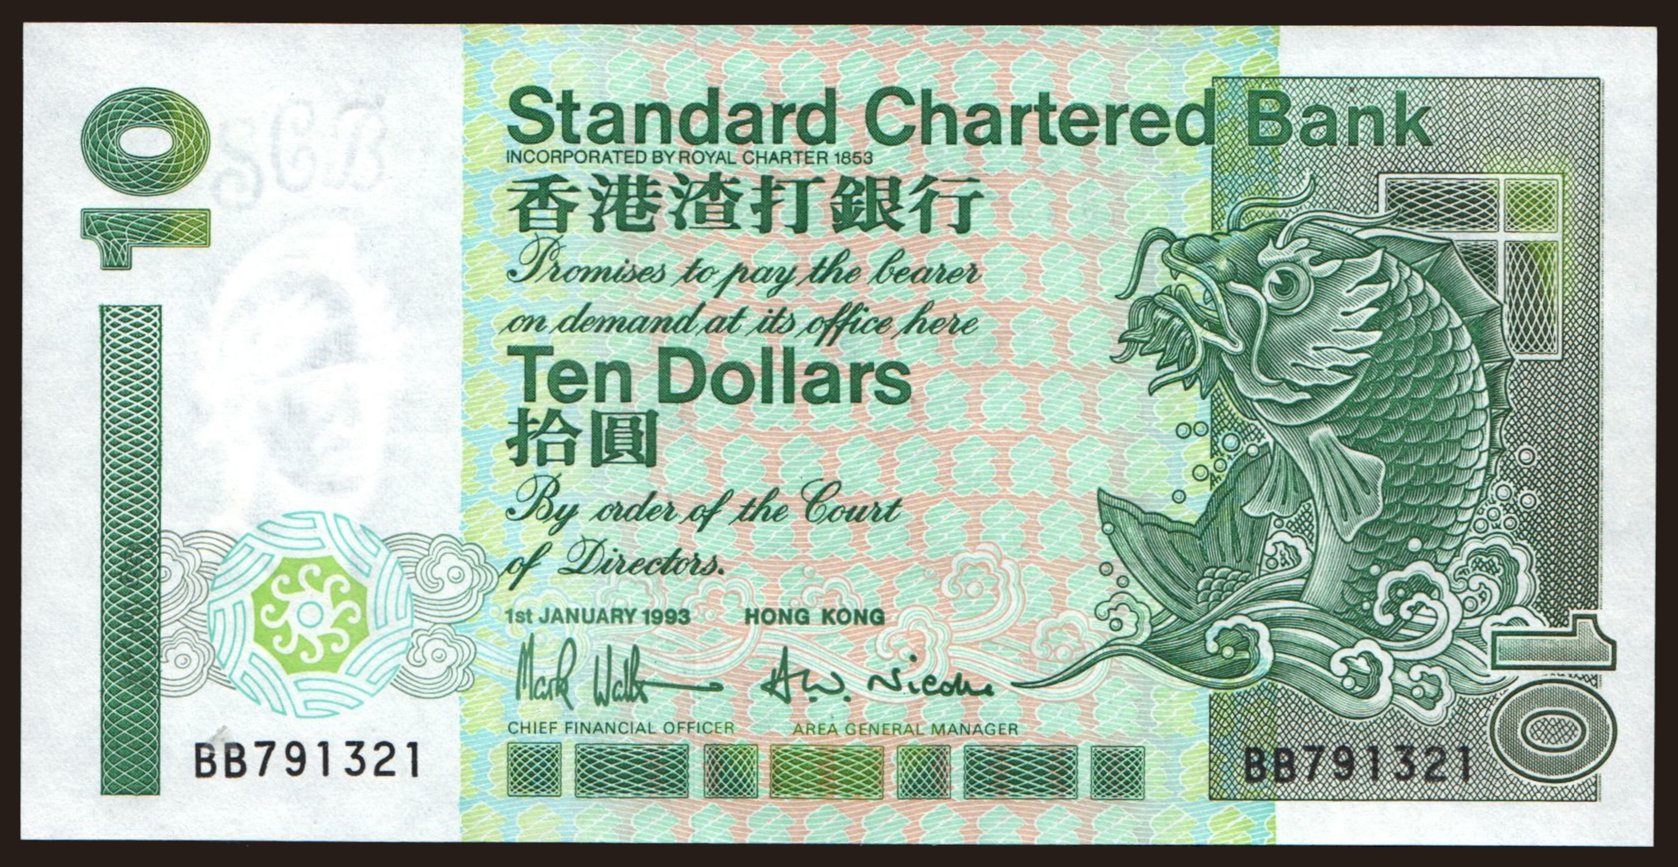 10
SCB
Standard Chartered Bank
INCORPORATED BY ROYAL CHARTER 1853
香港渣打銀行
Promises to pay the bearer
on demand at its office here
Ten Dollars
拾圓
By order of the Court
of Directors.
1st JANUARY 1993 HONG KONG
CHIEF FINANCIAL OFFICER AREA GENERAL MANAGER
BB791321
BB791321
10